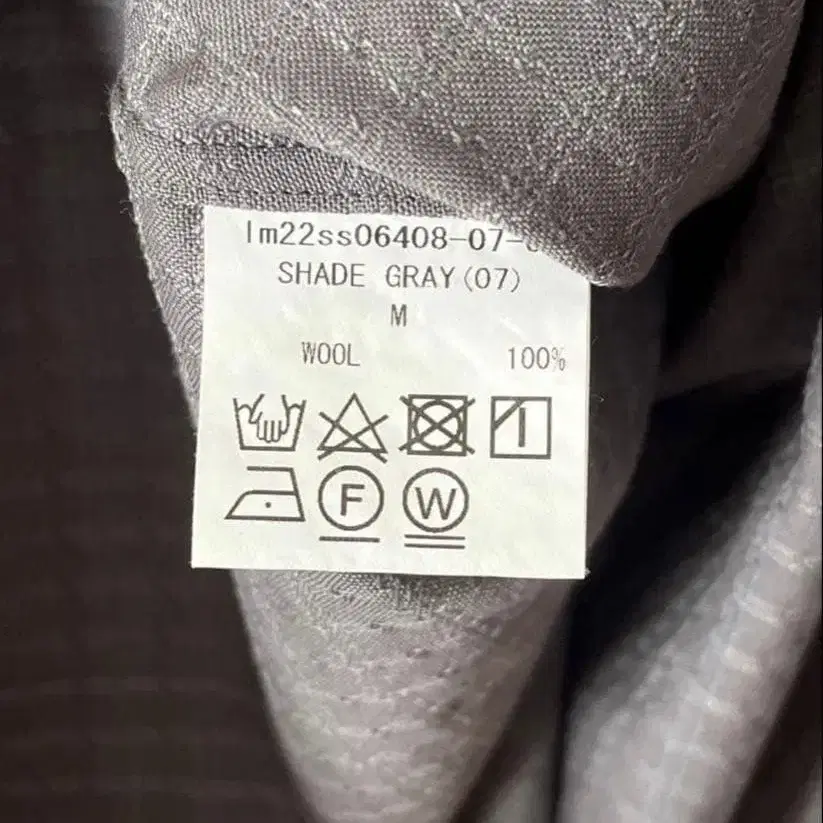 lm22ss06408-07-
SHADE GRAY(07)
M
WOOL 100%
F W